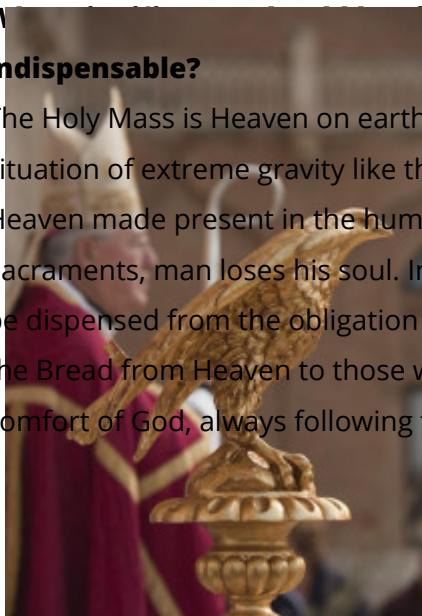 ndispensable?
The Holy Mass is Heaven on earth
ituation of extreme gravity like th
Heaven made present in the hum
acraments, man loses his soul. In
be dispensed from the obligation
he Bread from Heaven to those w
omfort of God, always following